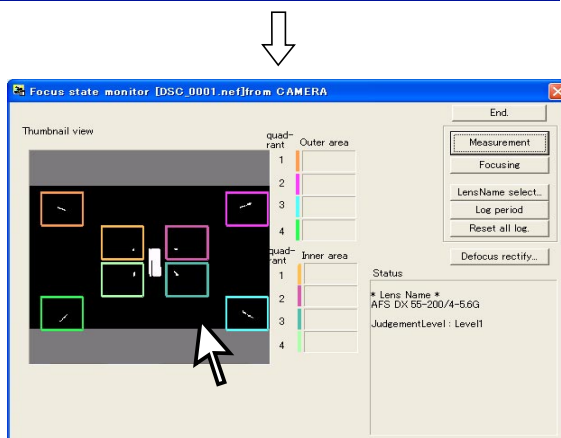 Focus state monitor [DSC_0001.nef]from CAMERA
End.
Thumbnail view
quad-
rant
Outer area
Measurement
1
2
3
4
Focusing
LensName select...
Log period
Reset all log.
quad-
rant
Inner area
Defocus rectify...
1
2
3
4
Status
* Lens Name *
AFS DX 55-200/4-5.6G
JudgementLevel : Level1